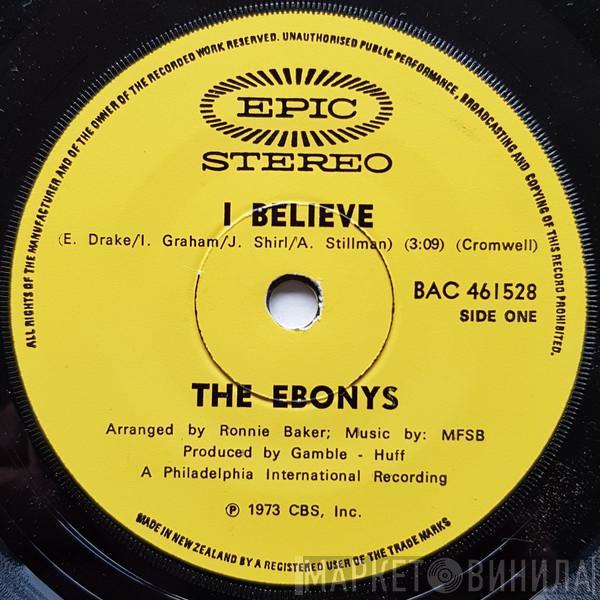 ALL RIGHTS OF THE MANUFACTURER AND OF THE OWNER OF THE RECORDED WORK RESERVED. UNAUTHORISED PUBLIC PERFORMANCE, BROADCASTING AND COPYING OF THIS RECORD PROHIBITED.
EPIC
STEREO
I BELIEVE
(E. Drake/I. Graham/J. Shirl/A. Stillman) (3:09) (Cromwell)
BAC 461528
SIDE ONE
THE EBONYS
Arranged by Ronnie Baker; Music by: MFSB
Produced by Gamble - Huff
A Philadelphia International Recording
℗ 1973 CBS, Inc.
MADE IN NEW ZEALAND BY A REGISTERED USER OF THE TRADE MARKS
МАРКЕТ ВИНИЛА